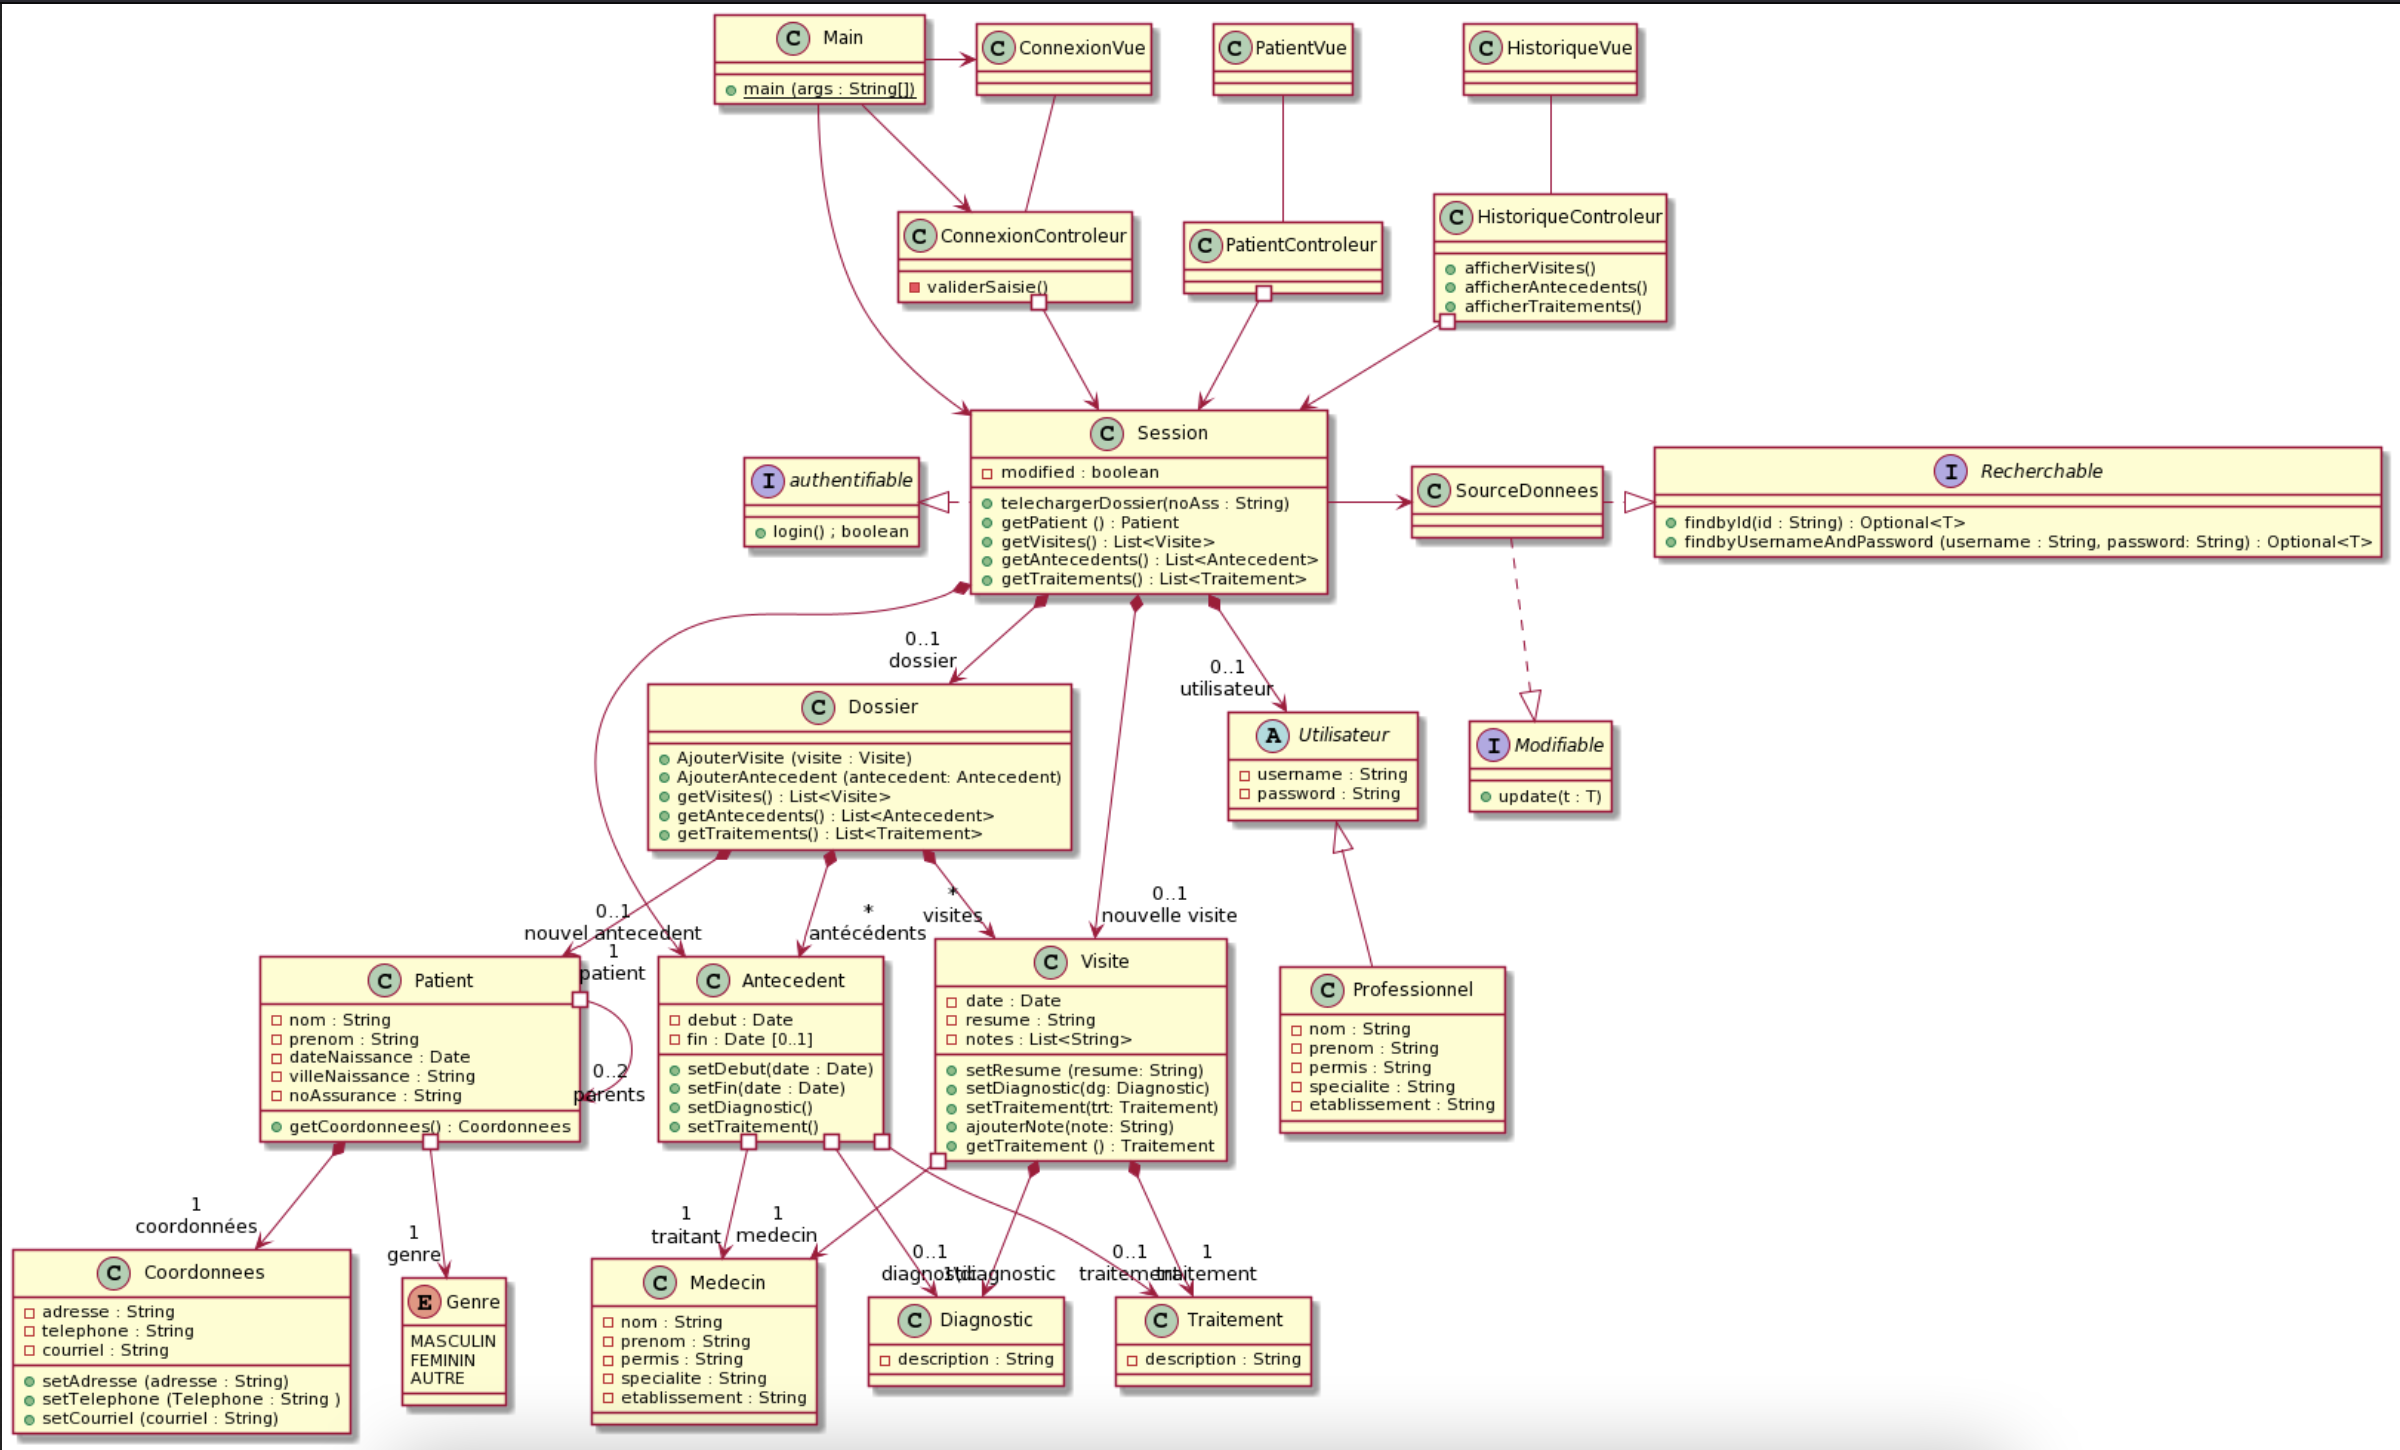 C Main
main (args : String[])
C ConnexionVue
C PatientVue
C HistoriqueVue
C ConnexionControleur
validerSaisie()
C PatientControleur
C HistoriqueControleur
afficherVisites()
afficherAntecedents()
afficherTraitements()
I authentifiable
login() ; boolean
C Session
modified : boolean
telechargerDossier(noAss : String)
getPatient () : Patient
getVisites() : List<Visite>
getAntecedents() : List<Antecedent>
getTraitements() : List<Traitement>
C SourceDonnees
I Recherchable
findbyId(id : String) : Optional<T>
findbyUsernameAndPassword (username : String, password: String) : Optional<T>
0..1
dossier
0..1
utilisateur
C Dossier
AjouterVisite (visite : Visite)
AjouterAntecedent (antecedent: Antecedent)
getVisites() : List<Visite>
getAntecedents() : List<Antecedent>
getTraitements() : List<Traitement>
A Utilisateur
username : String
password : String
I Modifiable
update(t : T)
0..1
nouvel antecedent
1
patient
*
antécédents
*
visites
0..1
nouvelle visite
C Patient
nom : String
prenom : String
dateNaissance : Date
villeNaissance : String
noAssurance : String
getCoordonnees() : Coordonnees
0..2
parents
C Antecedent
debut : Date
fin : Date [0..1]
setDebut(date : Date)
setFin(date : Date)
setDiagnostic()
setTraitement()
C Visite
date : Date
resume : String
notes : List<String>
setResume (resume: String)
setDiagnostic(dg: Diagnostic)
setTraitement(trt: Traitement)
ajouterNote(note: String)
getTraitement () : Traitement
C Professionnel
nom : String
prenom : String
permis : String
specialite : String
etablissement : String
1
coordonnées
1
genre
1
traitant
1
medecin
0..1
diagnostic
diagnostic
0..1
traitement
1
traitement
C Coordonnees
adresse : String
telephone : String
courriel : String
setAdresse (adresse : String)
setTelephone (Telephone : String )
setCourriel (courriel : String)
E Genre
MASCULIN
FEMININ
AUTRE
C Medecin
nom : String
prenom : String
permis : String
specialite : String
etablissement : String
C Diagnostic
description : String
C Traitement
description : String